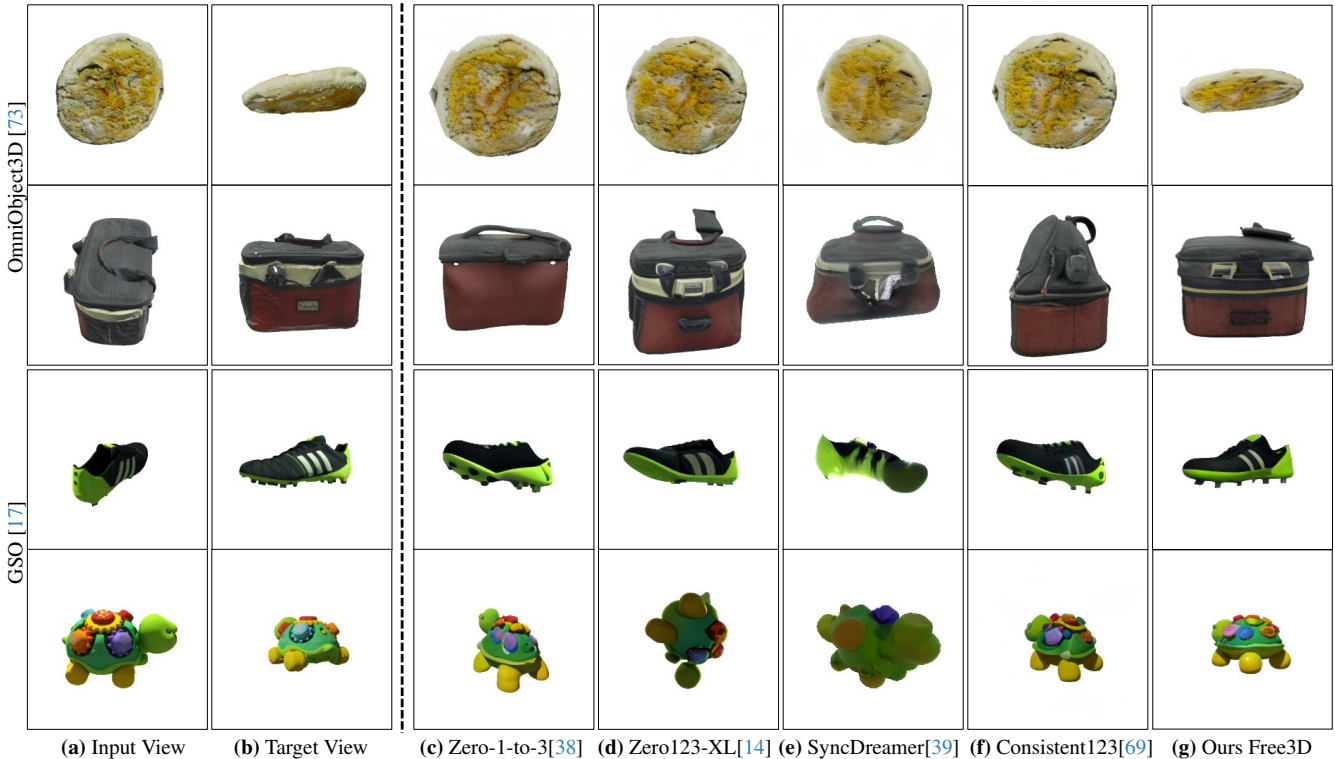 OmniObject3D [73]
GSO [17]
(a) Input View
(b) Target View
(c) Zero-1-to-3[38]
(d) Zero123-XL[14]
(e) SyncDreamer[39]
(f) Consistent123[69]
(g) Ours Free3D